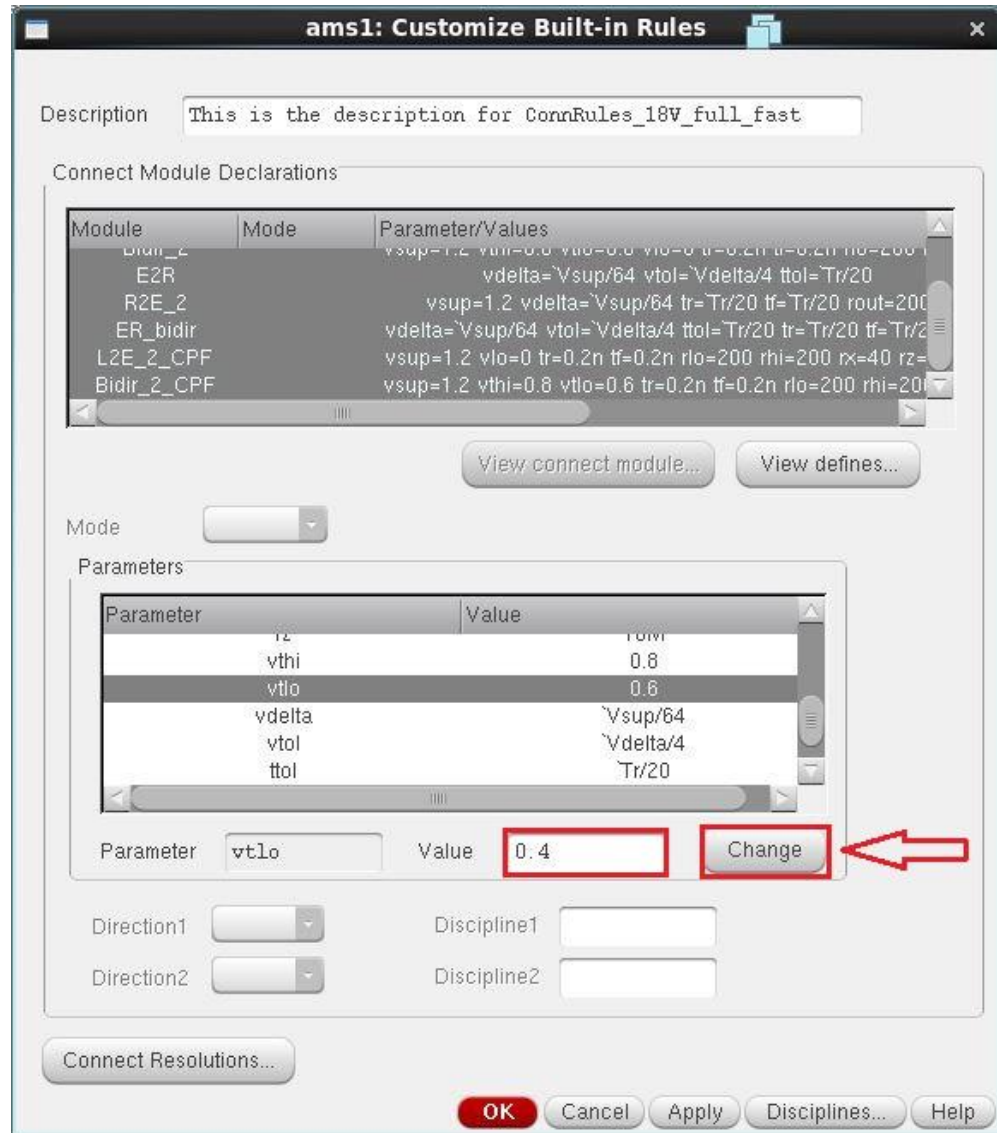 ams1: Customize Built-in Rules
Description This is the description for ConnRules_18V_full_fast
Connect Module Declarations
Module Mode Parameter/Values
Bidir_2 vsup=1.2
E2R vdelta=`Vsup/64 vtol=`Vdelta/4 ttol=`Tr/20
R2E_2 vsup=1.2 vdelta=`Vsup/64 tr=`Tr/20 tf=`Tr/20 rout=200
ER_bidir vdelta=`Vsup/64 vtol=`Vdelta/4 ttol=`Tr/20 tr=`Tr/20 tf=`Tr/2
L2E_2_CPF vsup=1.2 vlo=0 tr=0.2n tf=0.2n rlo=200 rhi=200 rx=40 rz=
Bidir_2_CPF vsup=1.2 vthi=0.8 vtlo=0.6 tr=0.2n tf=0.2n rlo=200 rhi=20
View connect module... View defines...
Mode
Parameters
Parameter Value
vthi 0.8
vtlo 0.6
vdelta `Vsup/64
vtol `Vdelta/4
ttol `Tr/20
Parameter vtlo Value 0.4 Change
Direction1 Discipline1
Direction2 Discipline2
Connect Resolutions...
OK Cancel Apply Disciplines... Help